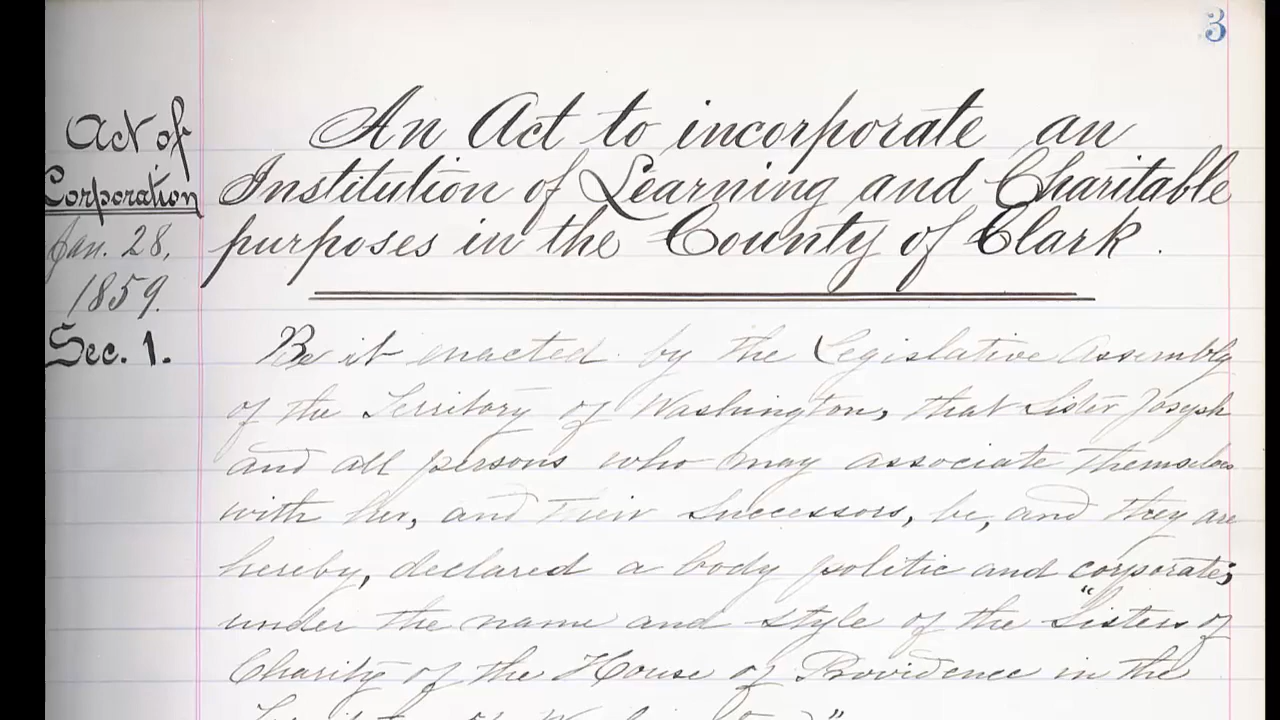 3
Act of
Corporation
Jan. 28,
1859.
Sec. 1.
An Act to incorporate an
Institution of Learning and Charitable
purposes in the County of Clark.
Be it enacted by the Legislative Assembly
of the Territory of Washington, that Sister Joseph
and all persons who may associate themselves
with her, and their successors, be, and they are
hereby, declared a body politic and corporate,
under the name and style of the "Sisters of
Charity of the House of Providence in the
Territory of Washington"